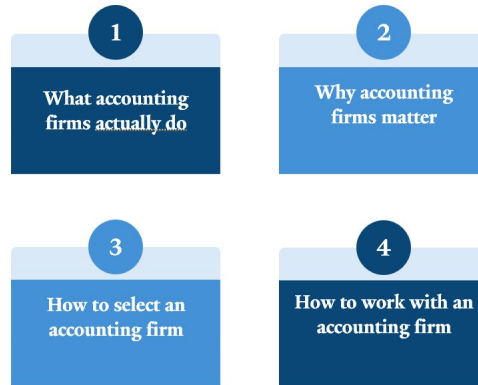 1
What accounting
firms actually do
2
Why accounting
firms matter
3
How to select an
accounting firm
4
How to work with an
accounting firm